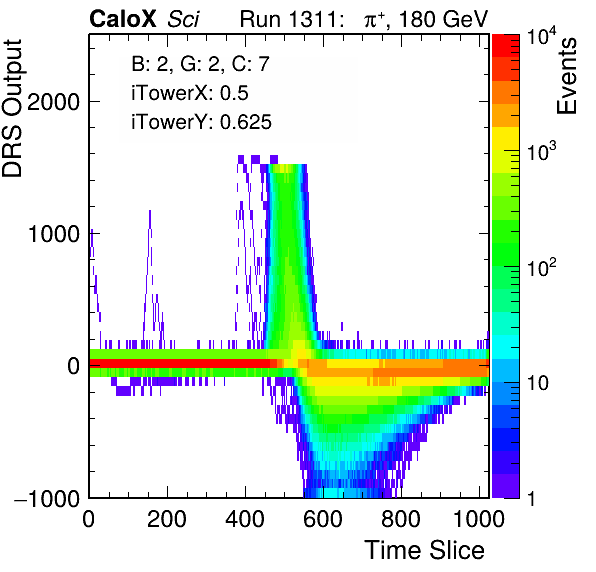 CaloX Sci Run 1311: π⁺, 180 GeV
B: 2, G: 2, C: 7
iTowerX: 0.5
iTowerY: 0.625
DRS Output
2000
1000
0
−1000
0 200 400 600 800 1000
Time Slice
Events
10⁴
10³
10²
10
1